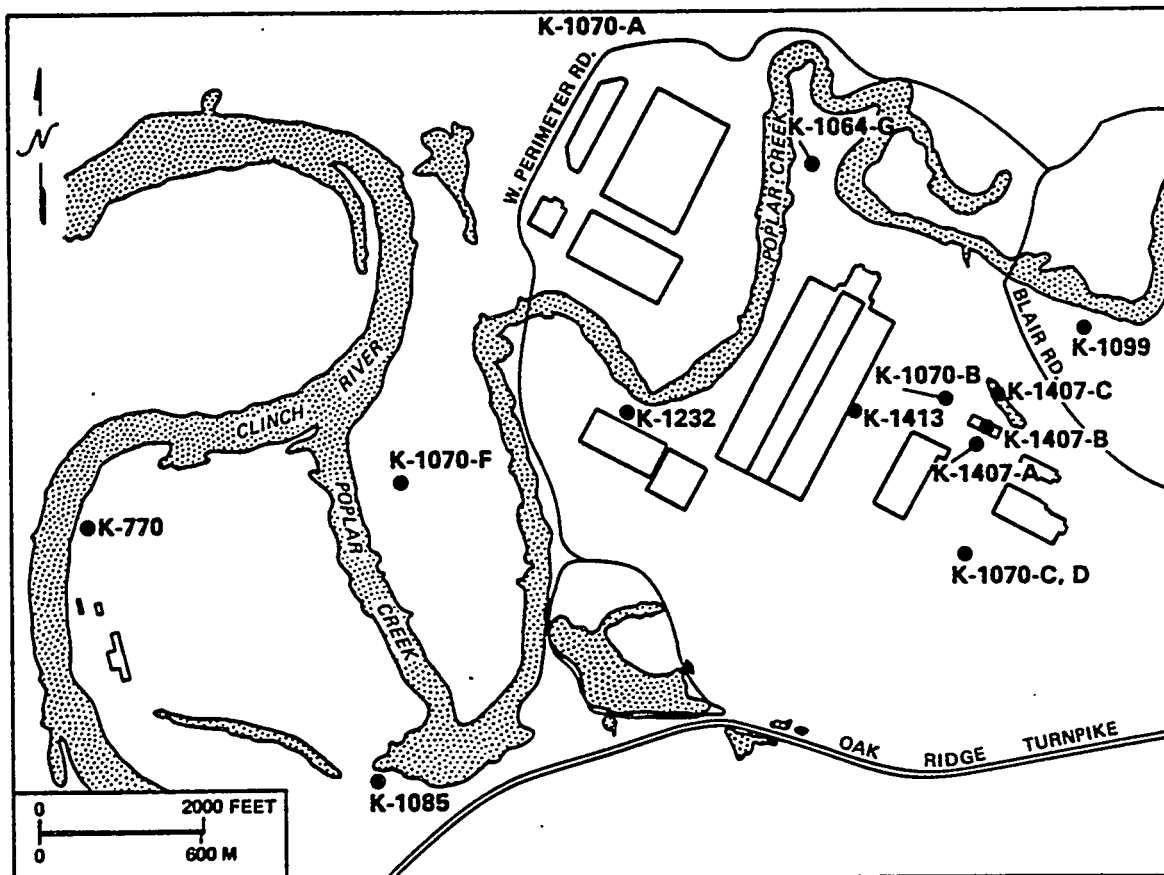 K-1070-A
N
W. PERIMETER RD.
POPLAR CREEK
K-1064-G
BLAIR RD.
K-1099
K-1070-B
K-1407-C
K-1413
K-1407-B
K-1407-A
K-1232
CLINCH RIVER
K-1070-F
K-770
POPLAR CREEK
K-1070-C, D
OAK RIDGE TURNPIKE
K-1085
0 2000 FEET
0 600 M